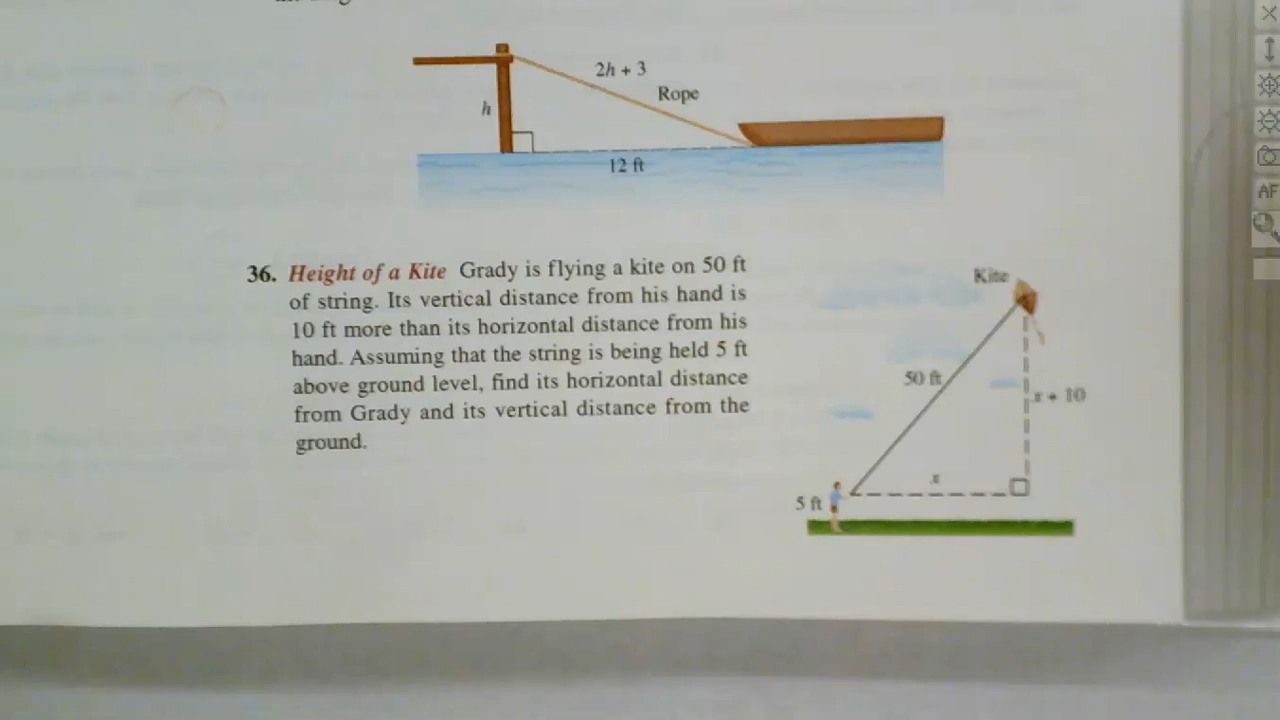 2h + 3
Rope
h
12 ft
36. Height of a Kite Grady is flying a kite on 50 ft
of string. Its vertical distance from his hand is
10 ft more than its horizontal distance from his
hand. Assuming that the string is being held 5 ft
above ground level, find its horizontal distance
from Grady and its vertical distance from the
ground.
Kite
50 ft
x + 10
x
5 ft
AF